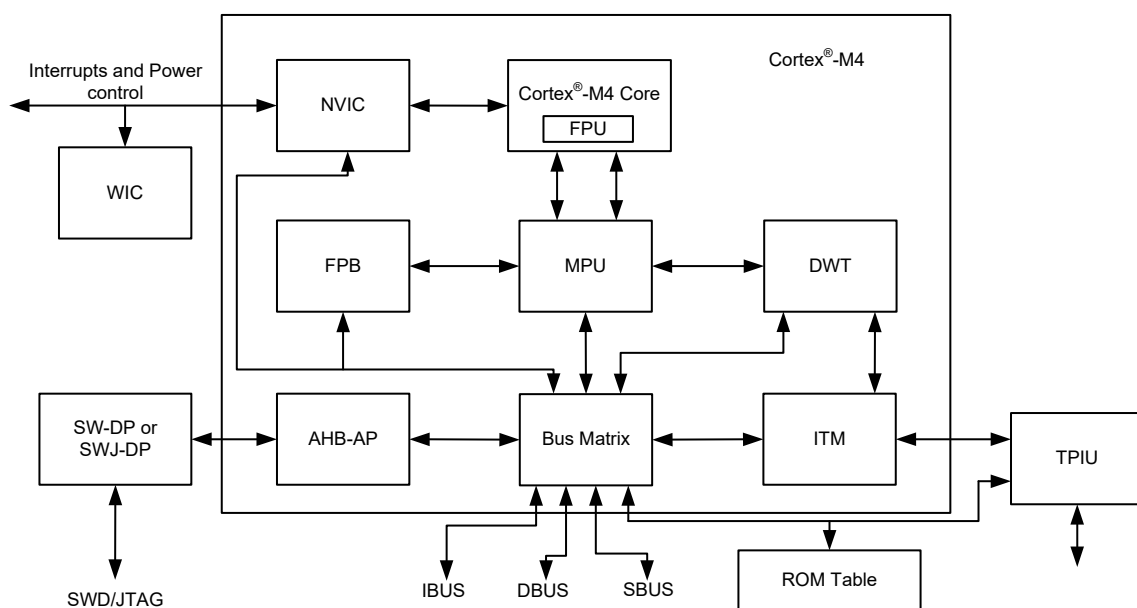 Cortex®-M4
Interrupts and Power
control
NVIC
Cortex®-M4 Core
FPU
WIC
FPB
MPU
DWT
SW-DP or
SWJ-DP
AHB-AP
Bus Matrix
ITM
TPIU
IBUS
DBUS
SBUS
ROM Table
SWD/JTAG